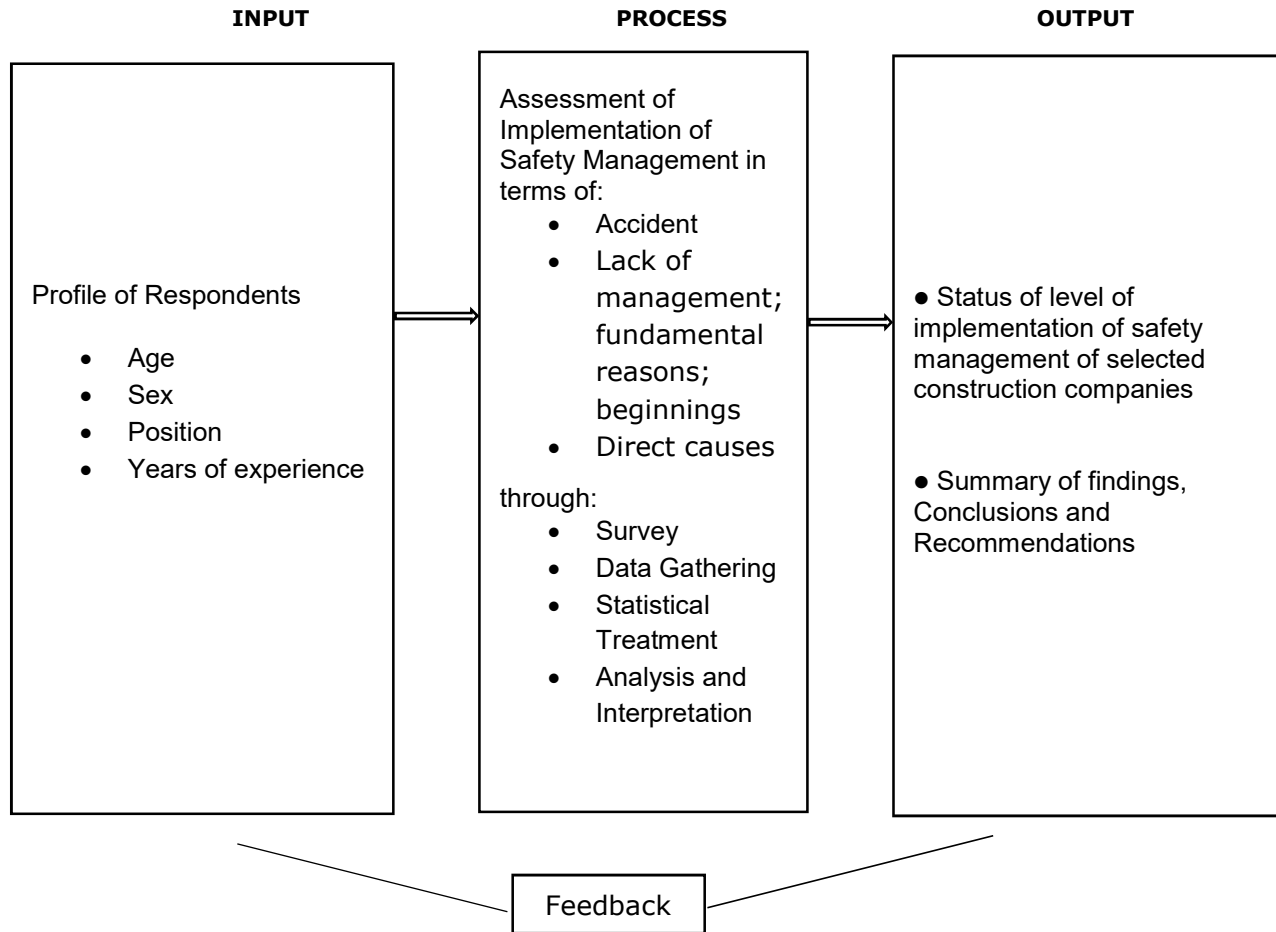 INPUT
PROCESS
OUTPUT
Profile of Respondents
• Age
• Sex
• Position
• Years of experience
Assessment of
Implementation of
Safety Management in
terms of:
• Accident
• Lack of
management;
fundamental
reasons;
beginnings
• Direct causes
through:
• Survey
• Data Gathering
• Statistical
Treatment
• Analysis and
Interpretation
● Status of level of
implementation of safety
management of selected
construction companies
● Summary of findings,
Conclusions and
Recommendations
Feedback